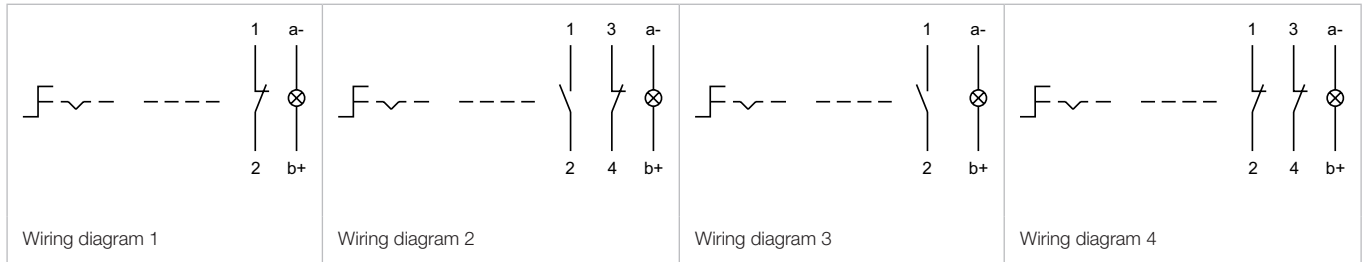 1 a-
2 b+
Wiring diagram 1
1 3 a-
2 4 b+
Wiring diagram 2
1 a-
2 b+
Wiring diagram 3
1 3 a-
2 4 b+
Wiring diagram 4